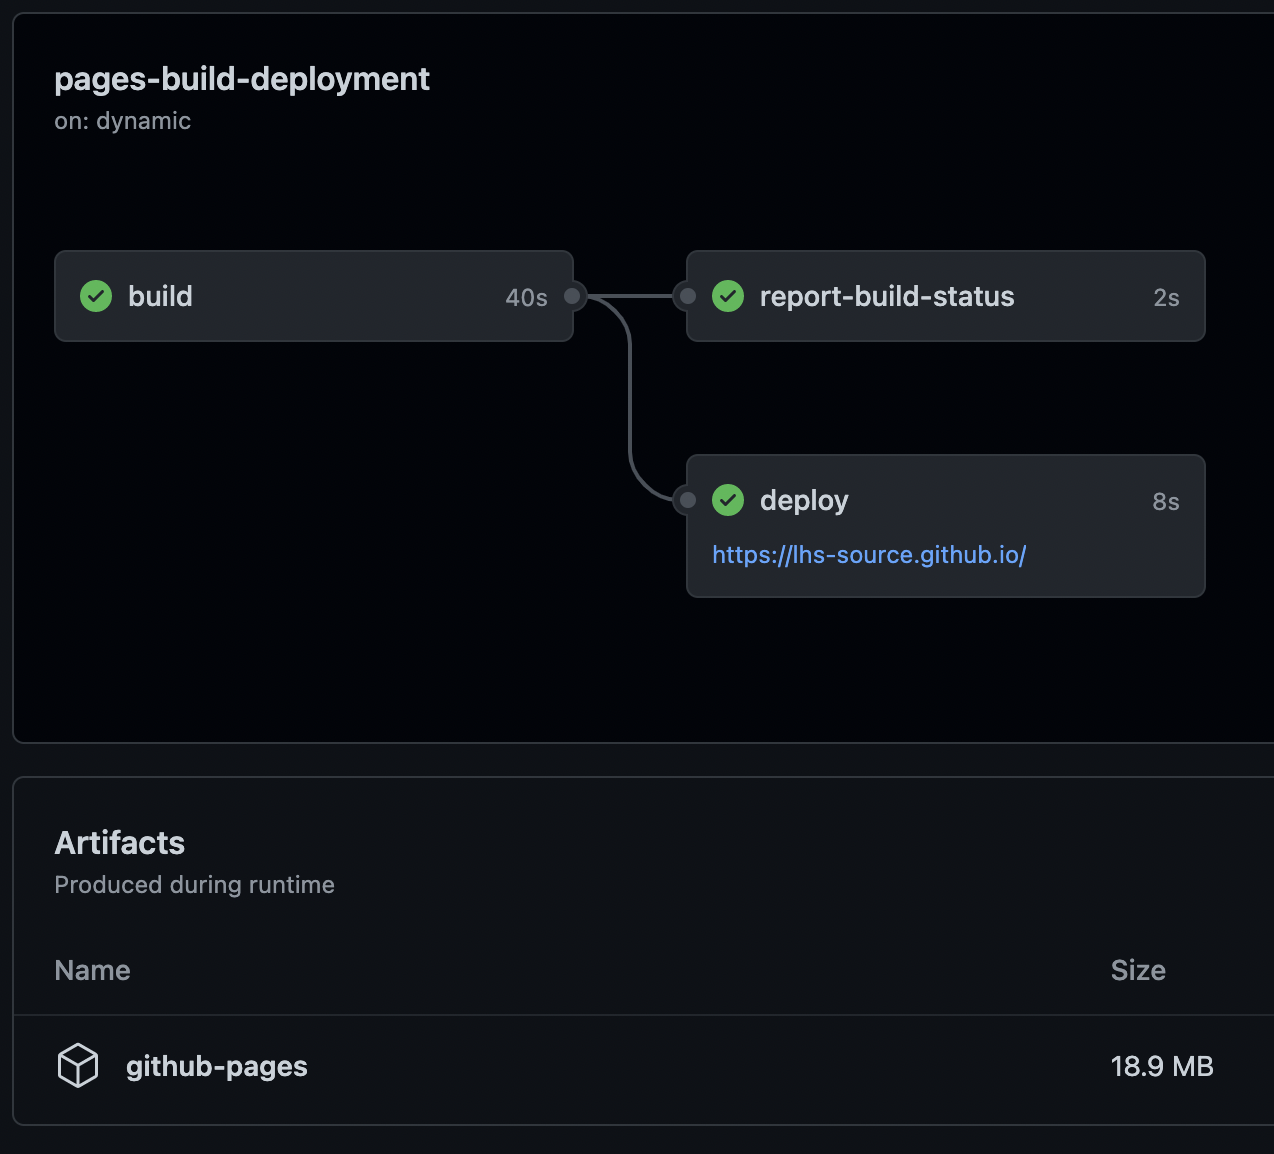 pages-build-deployment
on: dynamic
build 40s
report-build-status 2s
deploy 8s
https://lhs-source.github.io/
Artifacts
Produced during runtime
Name Size
github-pages 18.9 MB